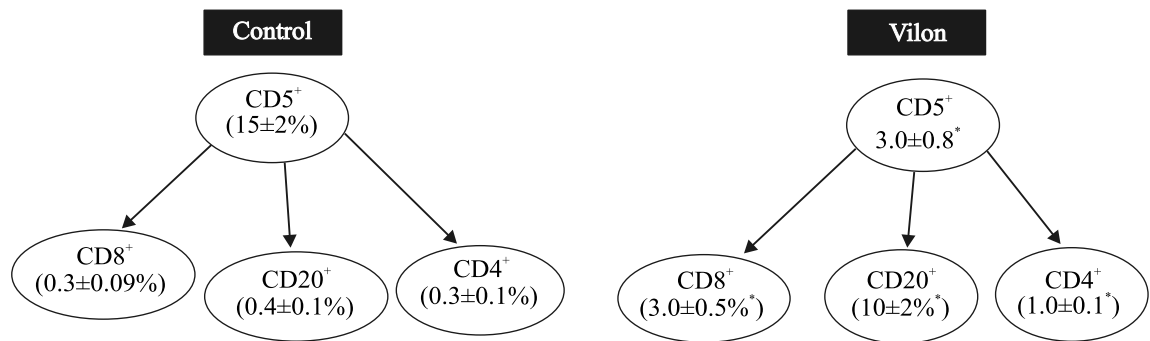 Control
CD5⁺
(15±2%)
CD8⁺
(0.3±0.09%)
CD20⁺
(0.4±0.1%)
CD4⁺
(0.3±0.1%)
Vilon
CD5⁺
3.0±0.8*
CD8⁺
(3.0±0.5%*)
CD20⁺
(10±2%*)
CD4⁺
(1.0±0.1*)